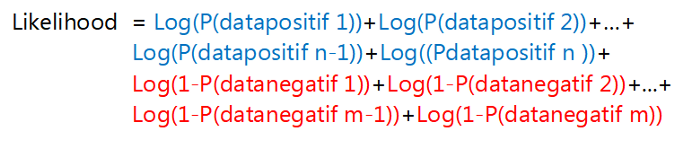 Likelihood = Log(P(datapositif 1))+Log(P(datapositif 2))+...+
Log(P(datapositif n-1))+Log((Pdatapositif n ))+
Log(1-P(datanegatif 1))+Log(1-P(datanegatif 2))+...+
Log(1-P(datanegatif m-1))+Log(1-P(datanegatif m))